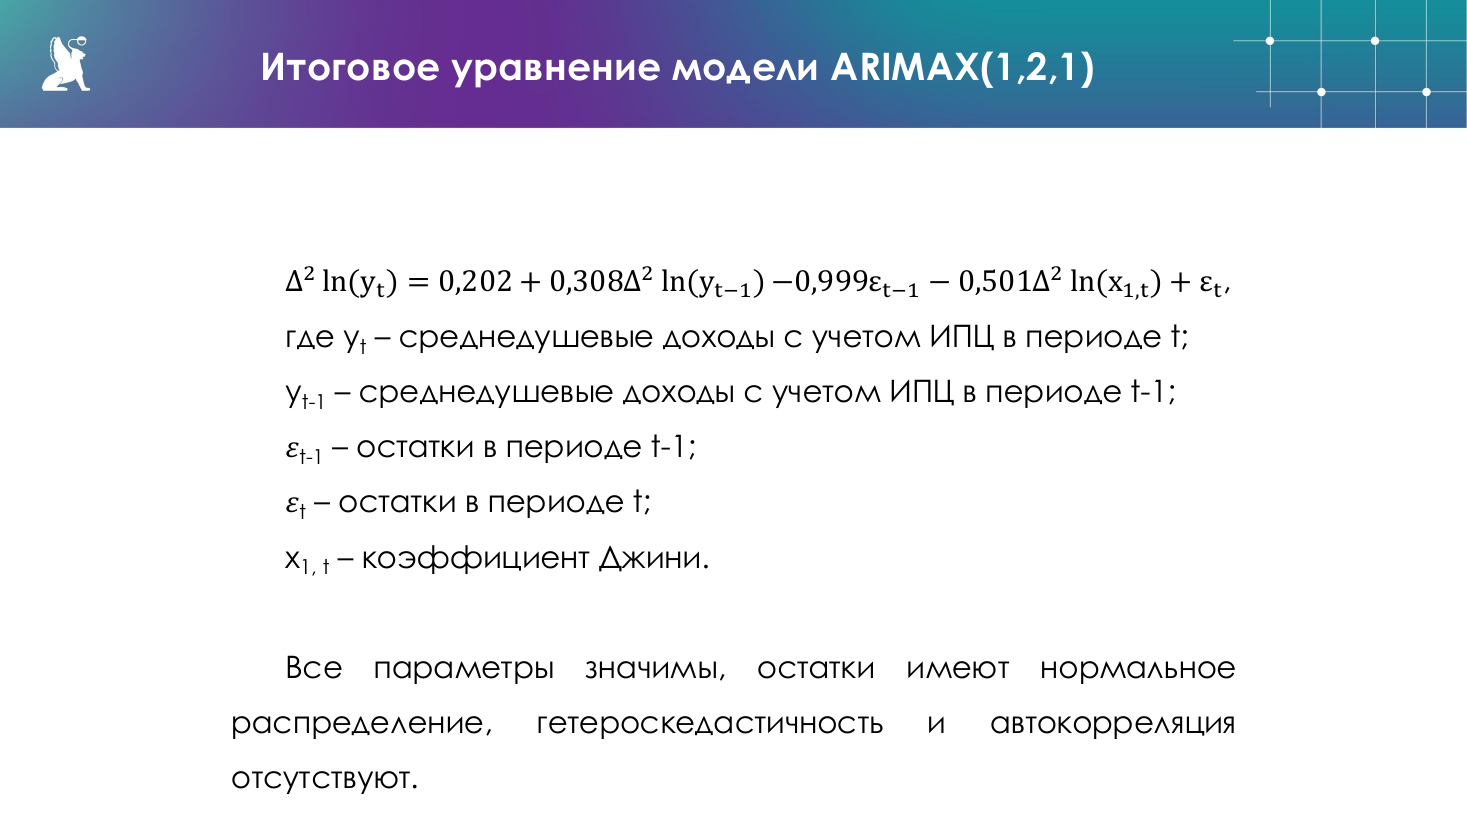 Итоговое уравнение модели ARIMAX(1,2,1)
Δ² ln(yₜ) = 0,202 + 0,308Δ² ln(yₜ₋₁) −0,999εₜ₋₁ − 0,501Δ² ln(x₁,ₜ) + εₜ,
где yₜ – среднедушевые доходы с учетом ИПЦ в периоде t;
yₜ₋₁ – среднедушевые доходы с учетом ИПЦ в периоде t-1;
εₜ₋₁ – остатки в периоде t-1;
εₜ – остатки в периоде t;
x₁, ₜ – коэффициент Джини.
Все параметры значимы, остатки имеют нормальное
распределение, гетероскедастичность и автокорреляция
отсутствуют.